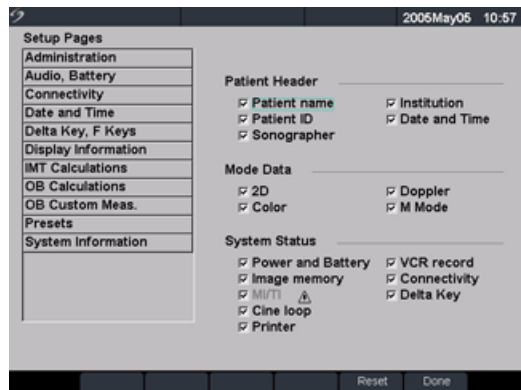 2005May05 10:57
Setup Pages
Administration
Audio, Battery
Connectivity
Date and Time
Delta Key, F Keys
Display Information
IMT Calculations
OB Calculations
OB Custom Meas.
Presets
System Information
Patient Header
Patient name
Institution
Patient ID
Date and Time
Sonographer
Mode Data
2D
Doppler
Color
M Mode
System Status
Power and Battery
VCR record
Image memory
Connectivity
MI/TI
Delta Key
Cine loop
Printer
Reset
Done